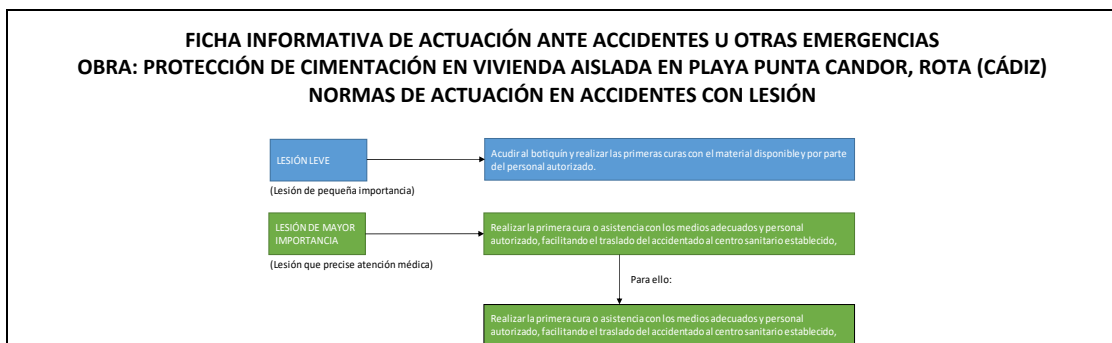 FICHA INFORMATIVA DE ACTUACIÓN ANTE ACCIDENTES U OTRAS EMERGENCIAS
OBRA: PROTECCIÓN DE CIMENTACIÓN EN VIVIENDA AISLADA EN PLAYA PUNTA CANDOR, ROTA (CÁDIZ)
NORMAS DE ACTUACIÓN EN ACCIDENTES CON LESIÓN
LESIÓN LEVE
Acudir al botiquín y realizar las primeras curas con el material disponible y por parte
del personal autorizado.
(Lesión de pequeña importancia)
LESIÓN DE MAYOR
IMPORTANCIA
Realizar la primera cura o asistencia con los medios adecuados y personal
autorizado, facilitando el traslado del accidentado al centro sanitario establecido,
(Lesión que precise atención médica)
Para ello:
Realizar la primera cura o asistencia con los medios adecuados y personal
autorizado, facilitando el traslado del accidentado al centro sanitario establecido,